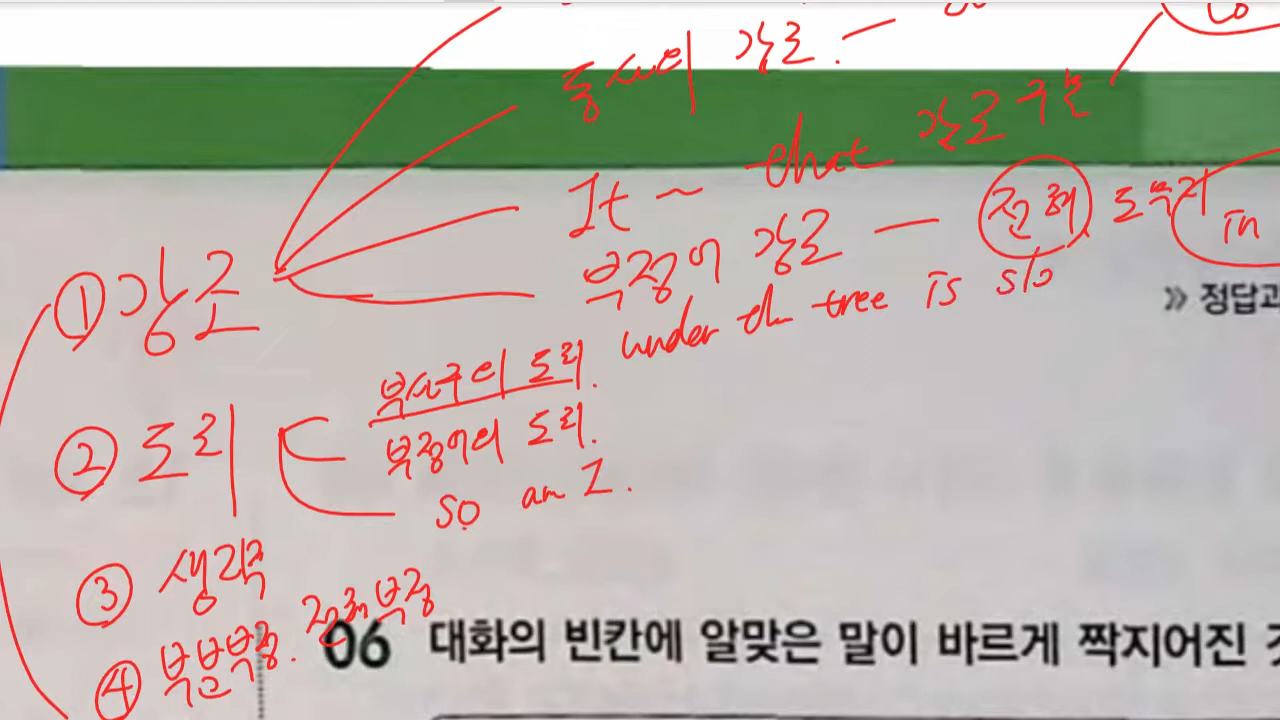 동사의 강조. —
It ~ that 강조구문
부정어 강조 — 전체 도우치
in
① 강조
» 정답과
부사구의 도치. under the tree is
② 도치
부정어의 도치.
so am I.
③ 생략
④ 부분부정. 전체부정
06 대화의 빈칸에 알맞은 말이 바르게 짝지어진